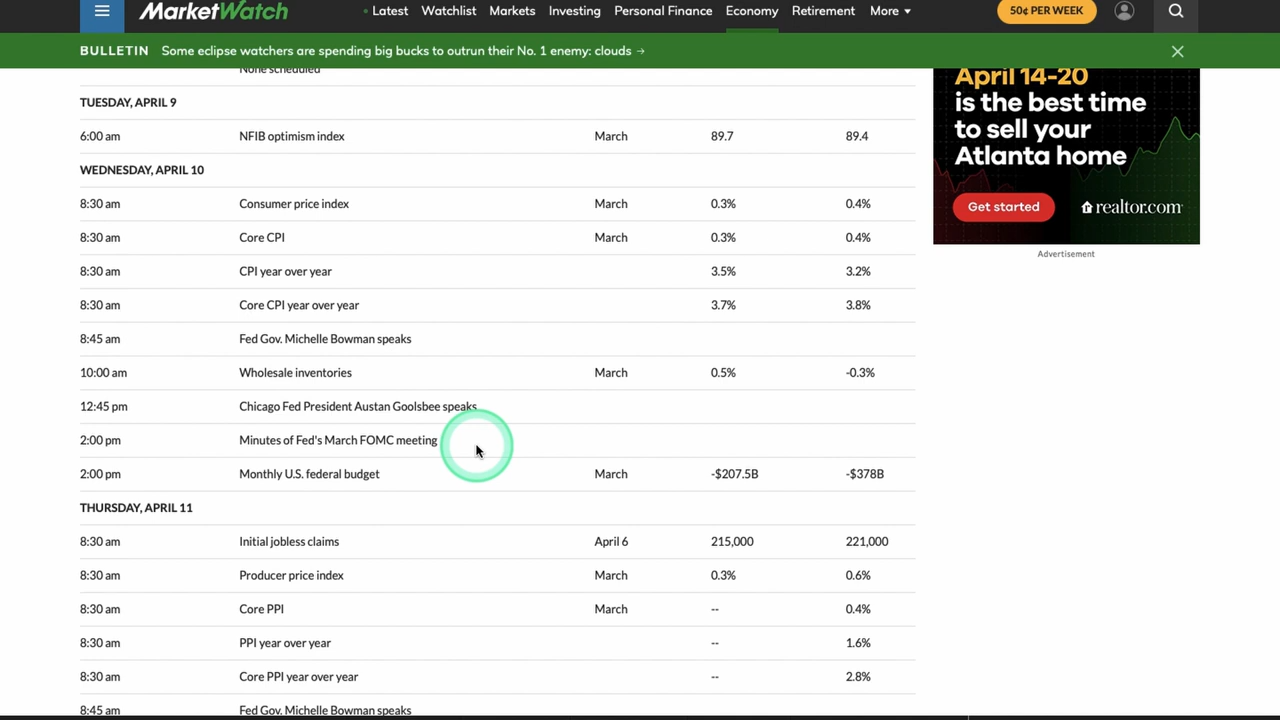 MarketWatch
Latest Watchlist Markets Investing Personal Finance Economy Retirement More
50¢ PER WEEK
BULLETIN Some eclipse watchers are spending big bucks to outrun their No. 1 enemy: clouds →
None scheduled
TUESDAY, APRIL 9
6:00 am NFIB optimism index March 89.7 89.4
WEDNESDAY, APRIL 10
8:30 am Consumer price index March 0.3% 0.4%
8:30 am Core CPI March 0.3% 0.4%
8:30 am CPI year over year 3.5% 3.2%
8:30 am Core CPI year over year 3.7% 3.8%
8:45 am Fed Gov. Michelle Bowman speaks
10:00 am Wholesale inventories March 0.5% -0.3%
12:45 pm Chicago Fed President Austan Goolsbee speaks
2:00 pm Minutes of Fed's March FOMC meeting
2:00 pm Monthly U.S. federal budget March -$207.5B -$378B
THURSDAY, APRIL 11
8:30 am Initial jobless claims April 6 215,000 221,000
8:30 am Producer price index March 0.3% 0.6%
8:30 am Core PPI March -- 0.4%
8:30 am PPI year over year -- 1.6%
8:30 am Core PPI year over year -- 2.8%
8:45 am Fed Gov. Michelle Bowman speaks
April 14-20
is the best time
to sell your
Atlanta home
Get started realtor.com
Advertisement